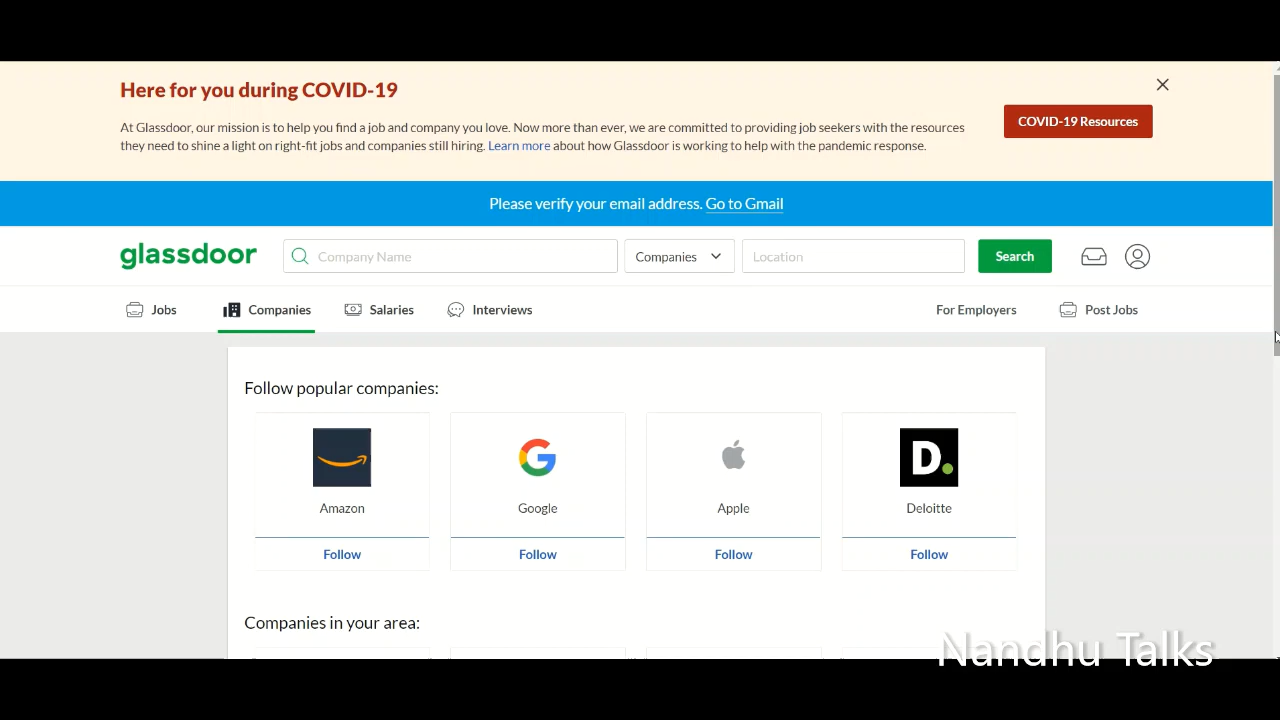 Here for you during COVID-19
At Glassdoor, our mission is to help you find a job and company you love. Now more than ever, we are committed to providing job seekers with the resources
they need to shine a light on right-fit jobs and companies still hiring. Learn more about how Glassdoor is working to help with the pandemic response.
COVID-19 Resources
Please verify your email address. Go to Gmail
glassdoor
Company Name
Companies
Location
Search
Jobs
Companies
Salaries
Interviews
For Employers
Post Jobs
Follow popular companies:
D.
Amazon
Google
Apple
Deloitte
Follow
Follow
Follow
Follow
Companies in your area:
Nandhu Talks